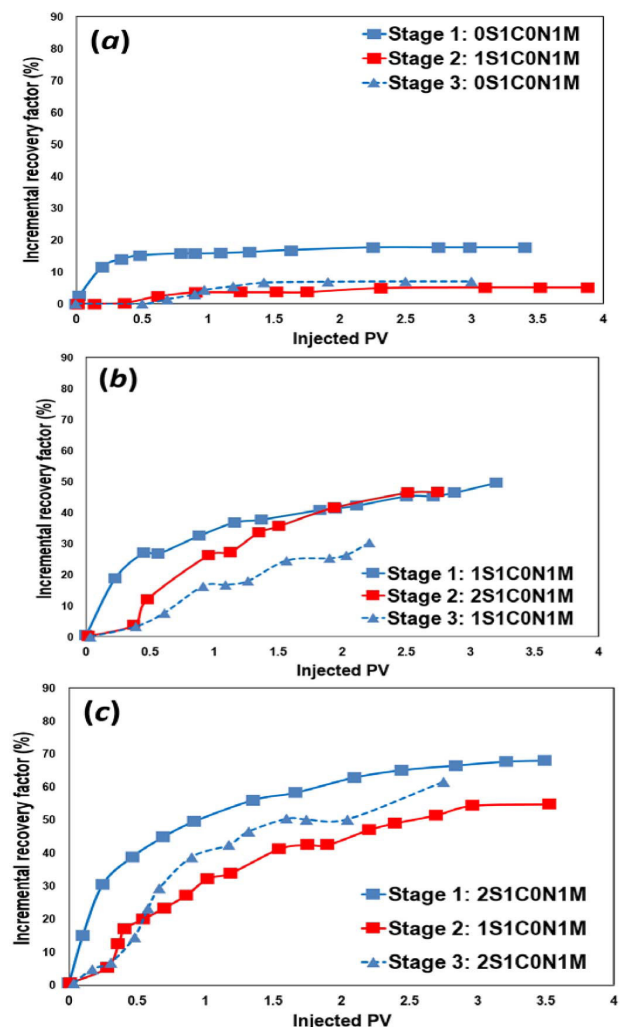 (a)
Stage 1: 0S1C0N1M
Stage 2: 1S1C0N1M
Stage 3: 0S1C0N1M
Incremental recovery factor (%)
90
80
70
60
50
40
30
20
10
0
0 0.5 1 1.5 2 2.5 3 3.5 4
Injected PV
(b)
Incremental recovery factor (%)
90
80
70
60
50
40
30
20
10
0
Stage 1: 1S1C0N1M
Stage 2: 2S1C0N1M
Stage 3: 1S1C0N1M
0 0.5 1 1.5 2 2.5 3 3.5 4
Injected PV
(c)
Incremental recovery factor (%)
90
80
70
60
50
40
30
20
10
0
Stage 1: 2S1C0N1M
Stage 2: 1S1C0N1M
Stage 3: 2S1C0N1M
0 0.5 1 1.5 2 2.5 3 3.5 4
Injected PV